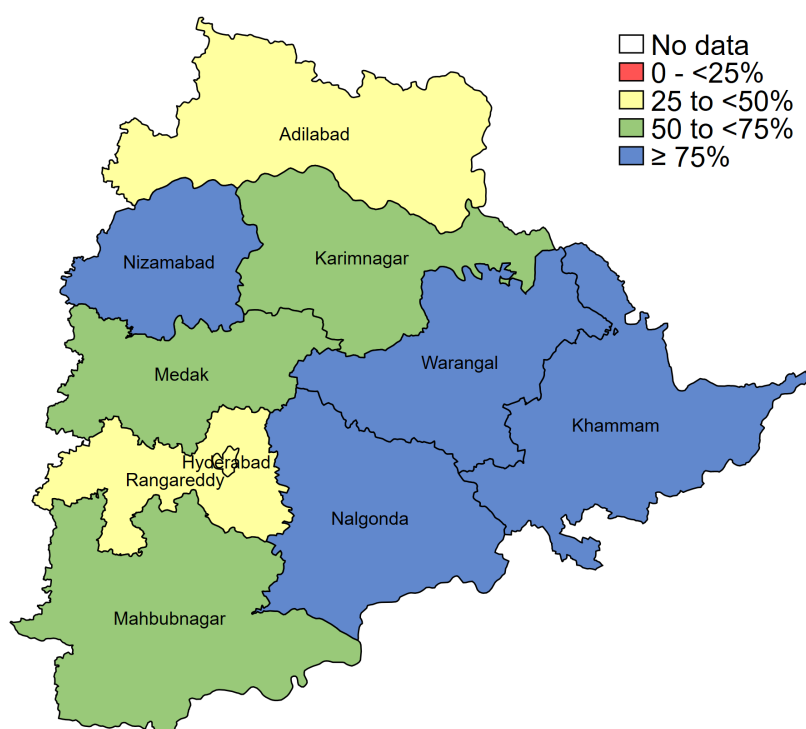 No data
0 - <25%
25 to <50%
50 to <75%
≥ 75%
Adilabad
Nizamabad
Karimnagar
Warangal
Medak
Khammam
Hyderabad
Rangareddy
Nalgonda
Mahbubnagar